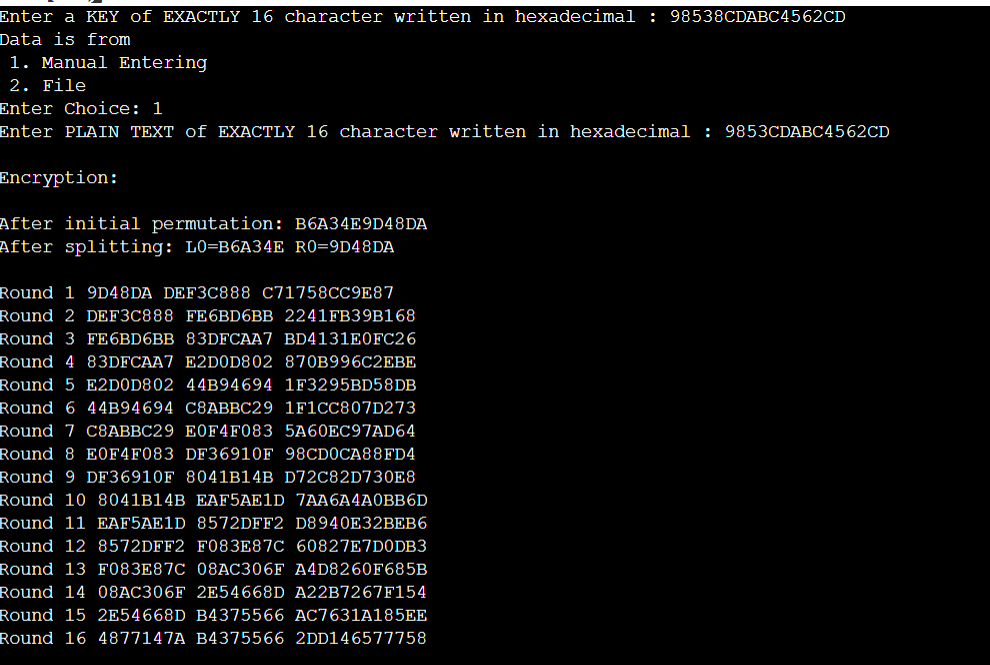 Enter a KEY of EXACTLY 16 character written in hexadecimal : 98538CDABC4562CD
Data is from
1. Manual Entering
2. File
Enter Choice: 1
Enter PLAIN TEXT of EXACTLY 16 character written in hexadecimal : 9853CDABC4562CD
Encryption:
After initial permutation: B6A34E9D48DA
After splitting: L0=B6A34E R0=9D48DA
Round 1 9D48DA DEF3C888 C71758CC9E87
Round 2 DEF3C888 FE6BD6BB 2241FB39B168
Round 3 FE6BD6BB 83DFCAA7 BD4131E0FC26
Round 4 83DFCAA7 E2D0D802 870B996C2EBE
Round 5 E2D0D802 44B94694 1F3295BD58DB
Round 6 44B94694 C8ABBC29 1F1CC807D273
Round 7 C8ABBC29 E0F4F083 5A60EC97AD64
Round 8 E0F4F083 DF36910F 98CD0CA88FD4
Round 9 DF36910F 8041B14B D72C82D730E8
Round 10 8041B14B EAF5AE1D 7AA6A4A0BB6D
Round 11 EAF5AE1D 8572DFF2 D8940E32BEB6
Round 12 8572DFF2 F083E87C 60827E7D0DB3
Round 13 F083E87C 08AC306F A4D8260F685B
Round 14 08AC306F 2E54668D A22B7267F154
Round 15 2E54668D B4375566 AC7631A185EE
Round 16 4877147A B4375566 2DD146577758